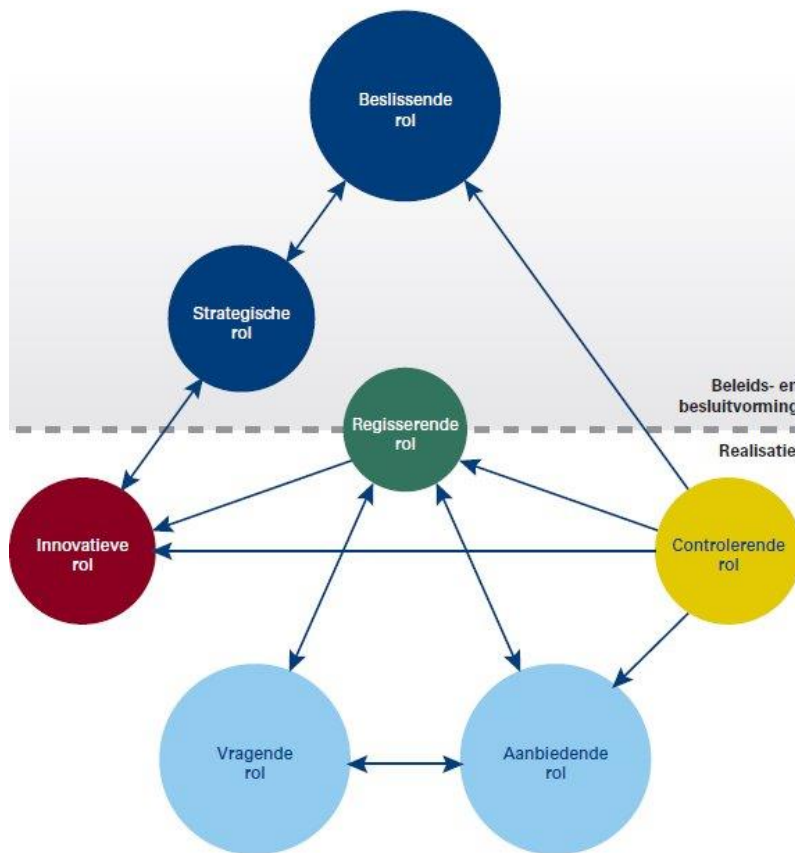 Beslissende
rol
Strategische
rol
Beleids- en
besluitvorming
Regisserende
rol
Realisatie
Innovatieve
rol
Controlerende
rol
Vragende
rol
Aanbiedende
rol